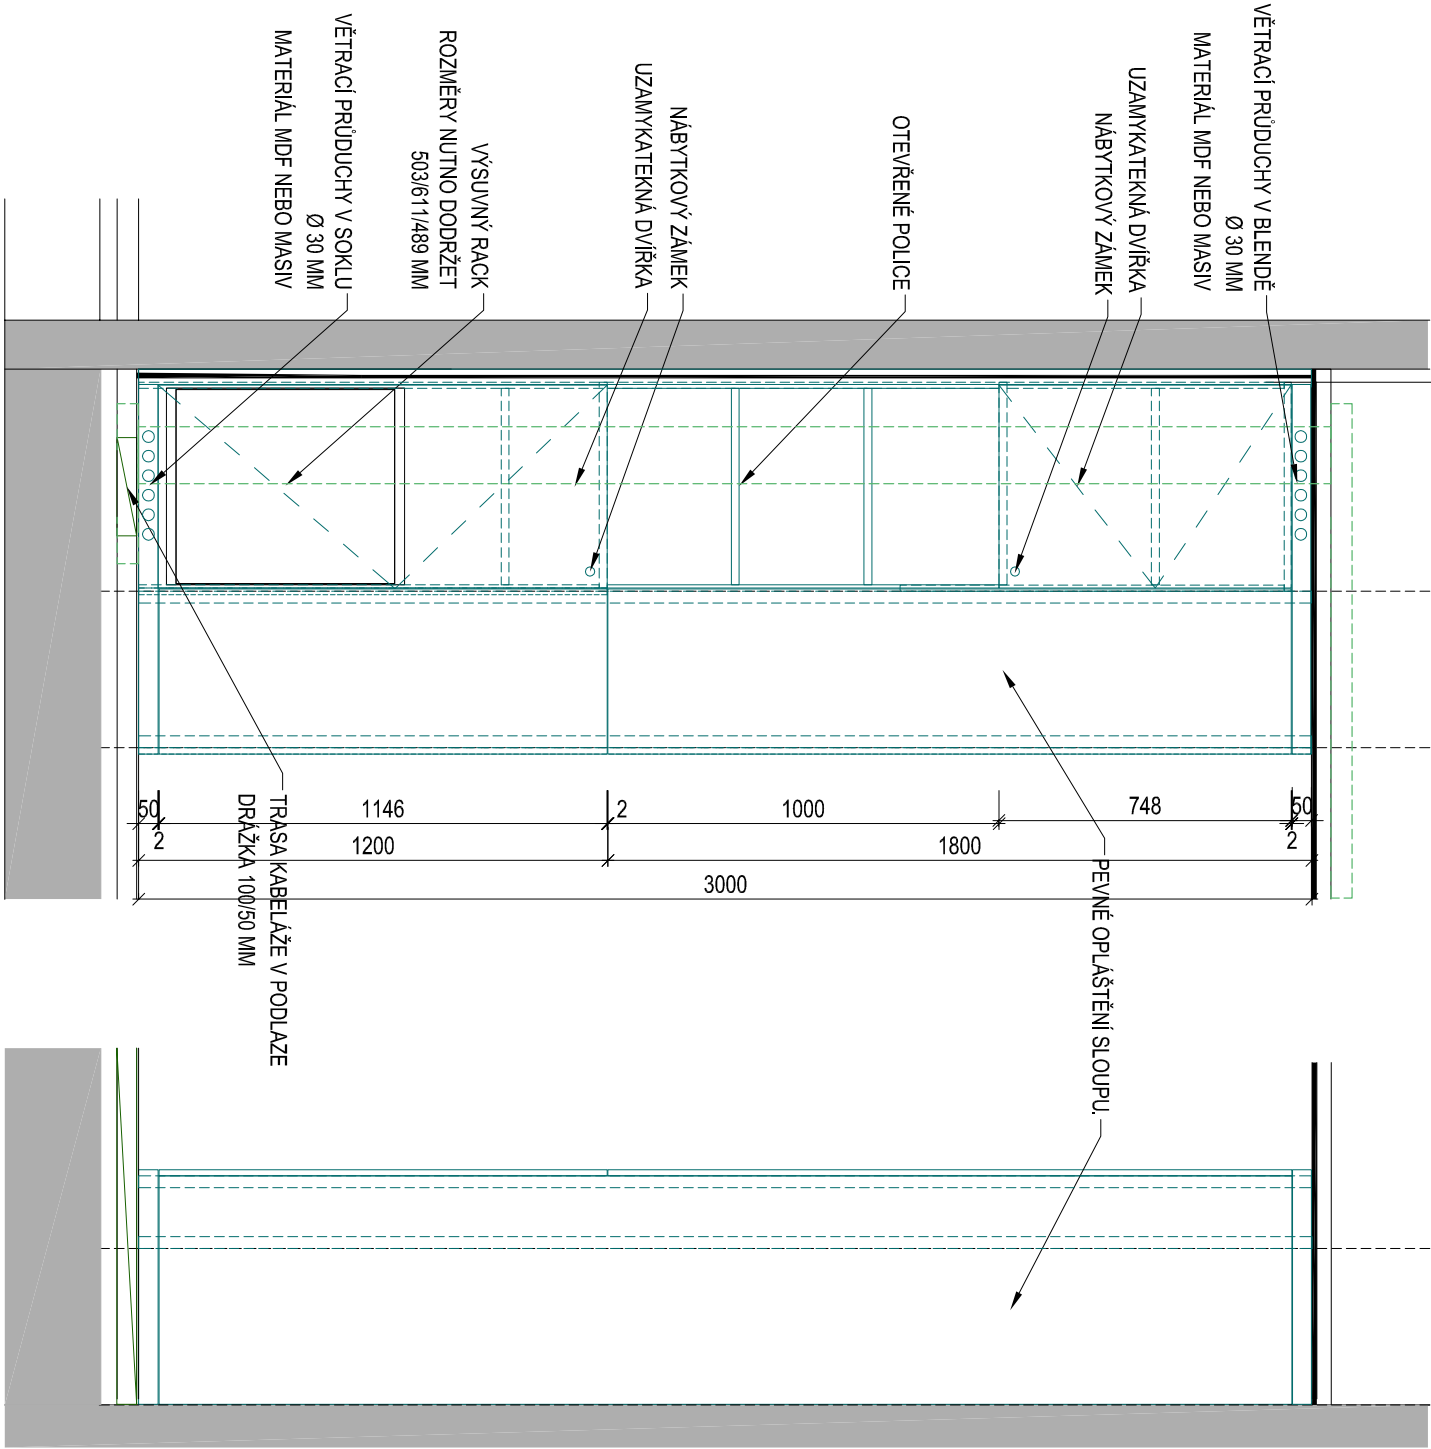 VĚTRACÍ PRŮDUCHY V BLENDĚ
Ø 30 MM
MATERIÁL MDF NEBO MASIV
UZAMYKATEKNÁ DVÍŘKA
NÁBYTKOVÝ ZÁMEK
OTEVŘENÉ POLICE
NÁBYTKOVÝ ZÁMEK
UZAMYKATEKNÁ DVÍŘKA
VÝSUVNÝ RACK
ROZMĚRY NUTNO DODRŽET
503/611/489 MM
VĚTRACÍ PRŮDUCHY V SOKLU
Ø 30 MM
MATERIÁL MDF NEBO MASIV
50
2
1146
2
1000
748
2
50
1200
1800
3000
TRASA KABELÁŽE V PODLAZE
DRÁŽKA 100/50 MM
PEVNÉ OPLÁŠTĚNÍ SLOUPU.